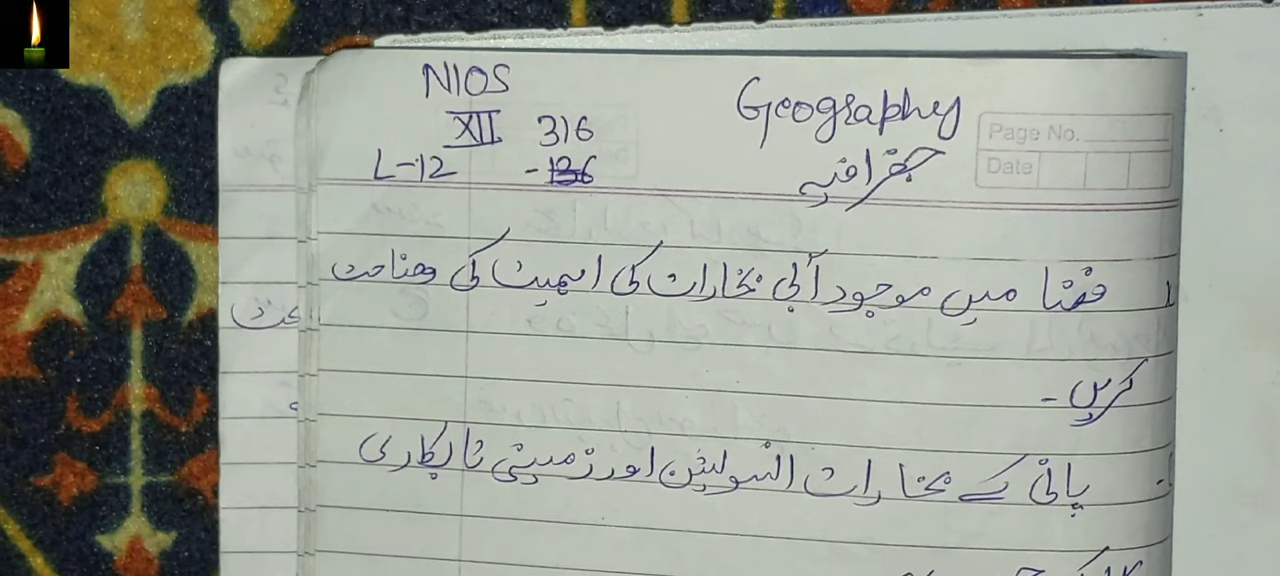 NIOS
Geography
XII 316
Page No.
L-12 -136
جغرافیہ
Date
1 فضا میں موجود آبی بخارات کی اہمیت کی وضاحت
کریں۔
پانی کے بخارات انسولیشن اور زمینی تابکاری